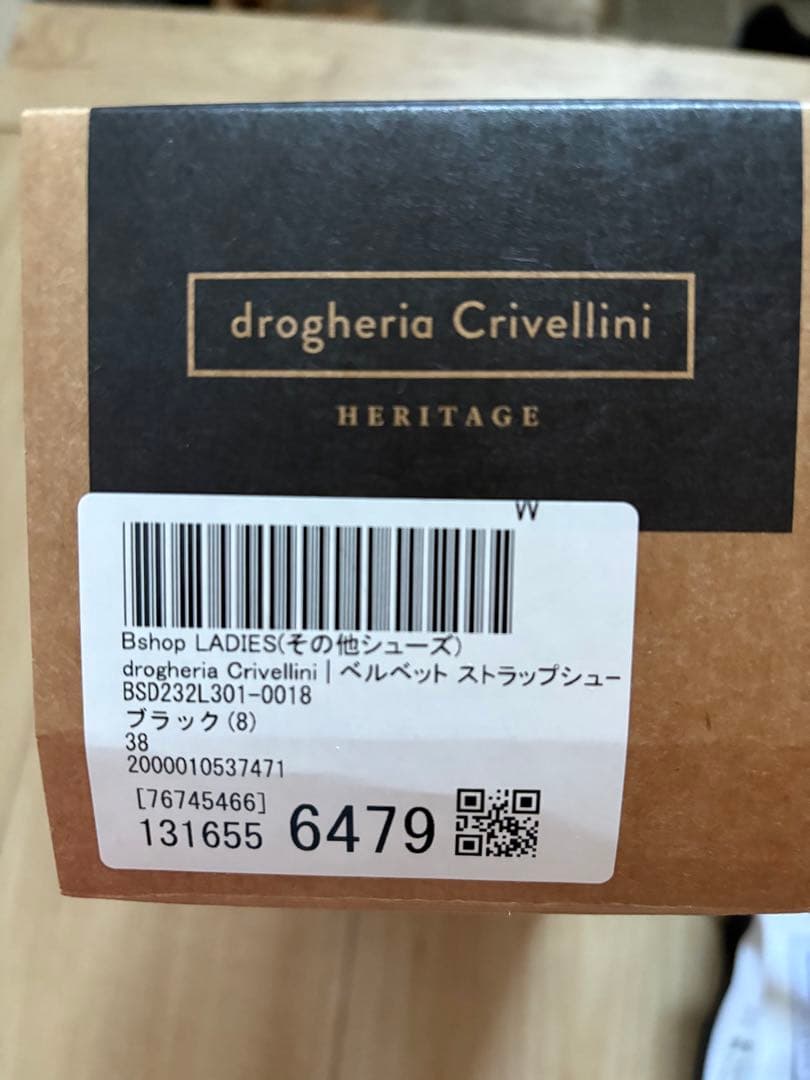 drogheria Crivellini
HERITAGE
W
Bshop LADIES(その他シューズ)
drogheria Crivellini | ベルベット ストラップシュー
BSD232L301-0018
ブラック(8)
38
2000010537471
[76745466]
131655 6479